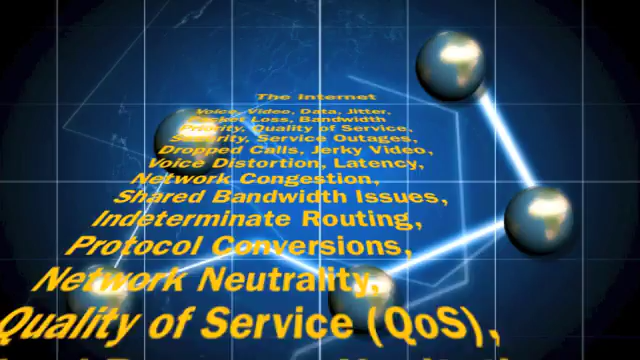 The Internet
Voice, Video, Data, Jitter,
Packet Loss, Bandwidth
Priority, Quality of Service,
Security, Service Outages,
Dropped Calls, Jerky Video,
Voice Distortion, Latency,
Network Congestion,
Shared Bandwidth Issues,
Indeterminate Routing,
Protocol Conversions,
Network Neutrality,
Quality of Service (QoS),